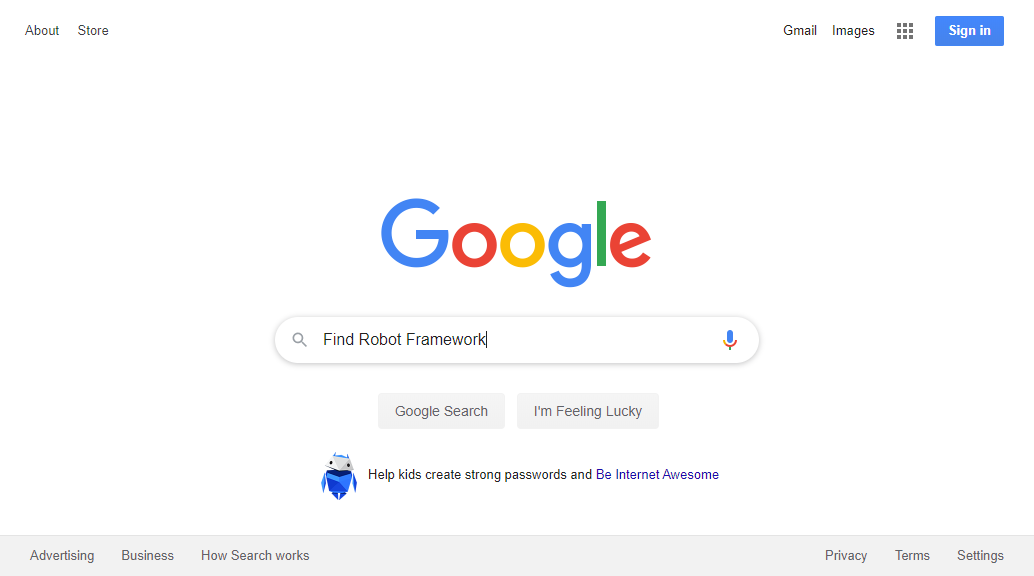 About Store Gmail Images Sign in
Google
Find Robot Framework
Google Search I'm Feeling Lucky
Help kids create strong passwords and Be Internet Awesome
Advertising Business How Search works Privacy Terms Settings